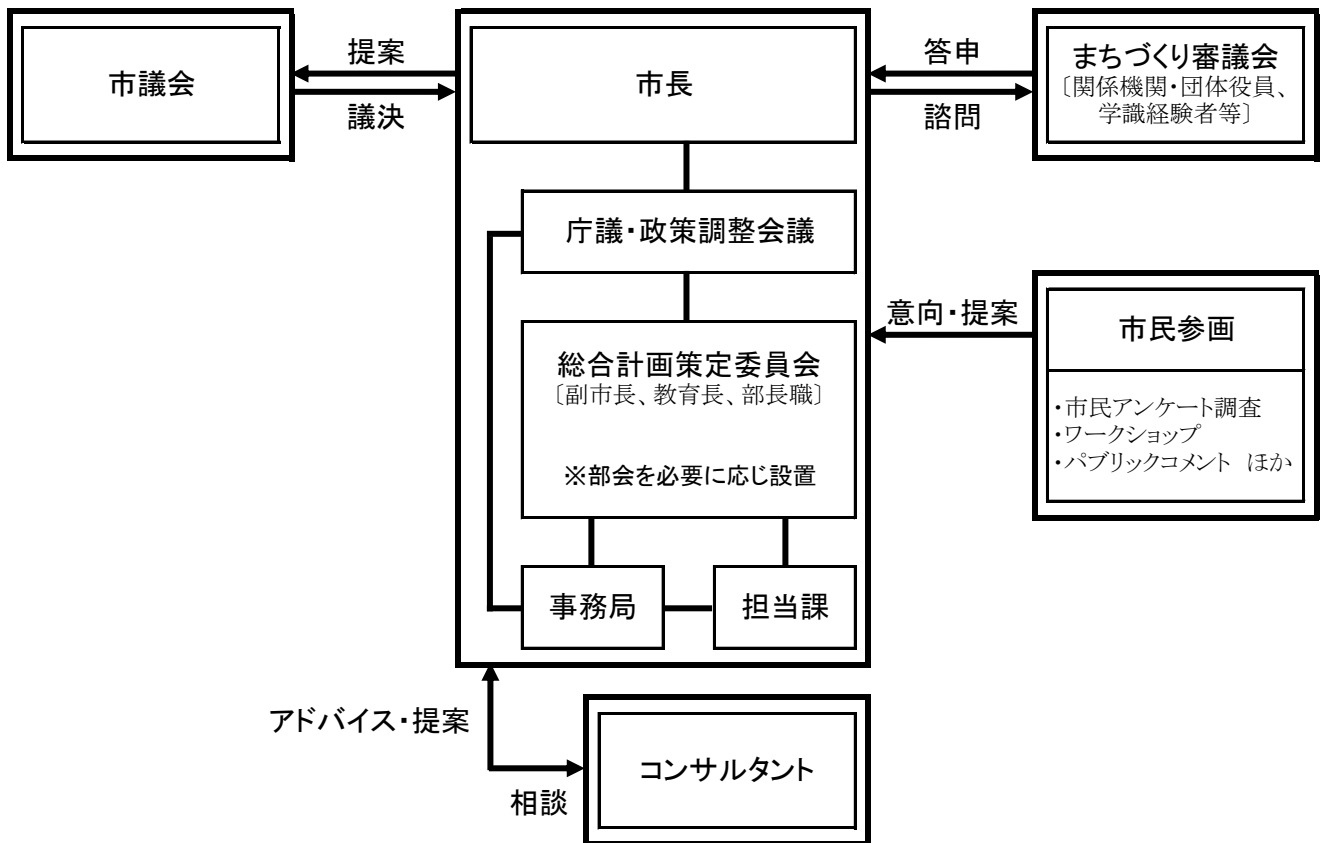 市議会
提案
議決
市長
答申
諮問
まちづくり審議会
〔関係機関・団体役員、
学識経験者等〕
庁議・政策調整会議
総合計画策定委員会
〔副市長、教育長、部長職〕
※部会を必要に応じ設置
事務局
担当課
意向・提案
市民参画
・市民アンケート調査
・ワークショップ
・パブリックコメント　ほか
アドバイス・提案
相談
コンサルタント